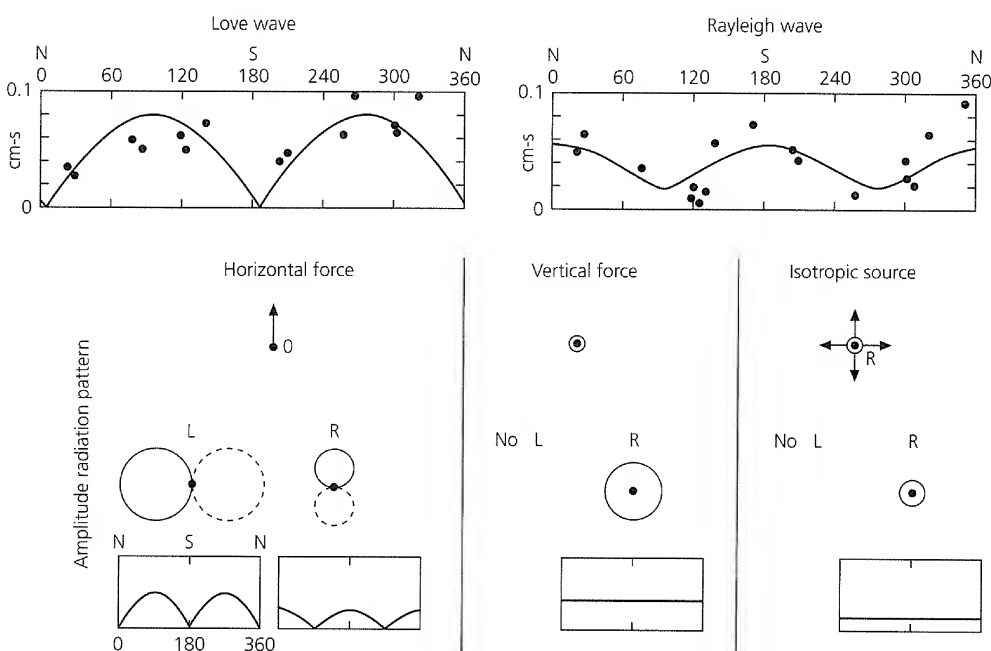 Love wave
N S N
0 60 120 180 240 300 360
0.1
cm-s
0
Rayleigh wave
N S N
0 60 120 180 240 300 360
0.1
cm-s
0
Amplitude radiation pattern
Horizontal force
0
L R
N S N
0 180 360
Vertical force
No L R
Isotropic source
R
No L R